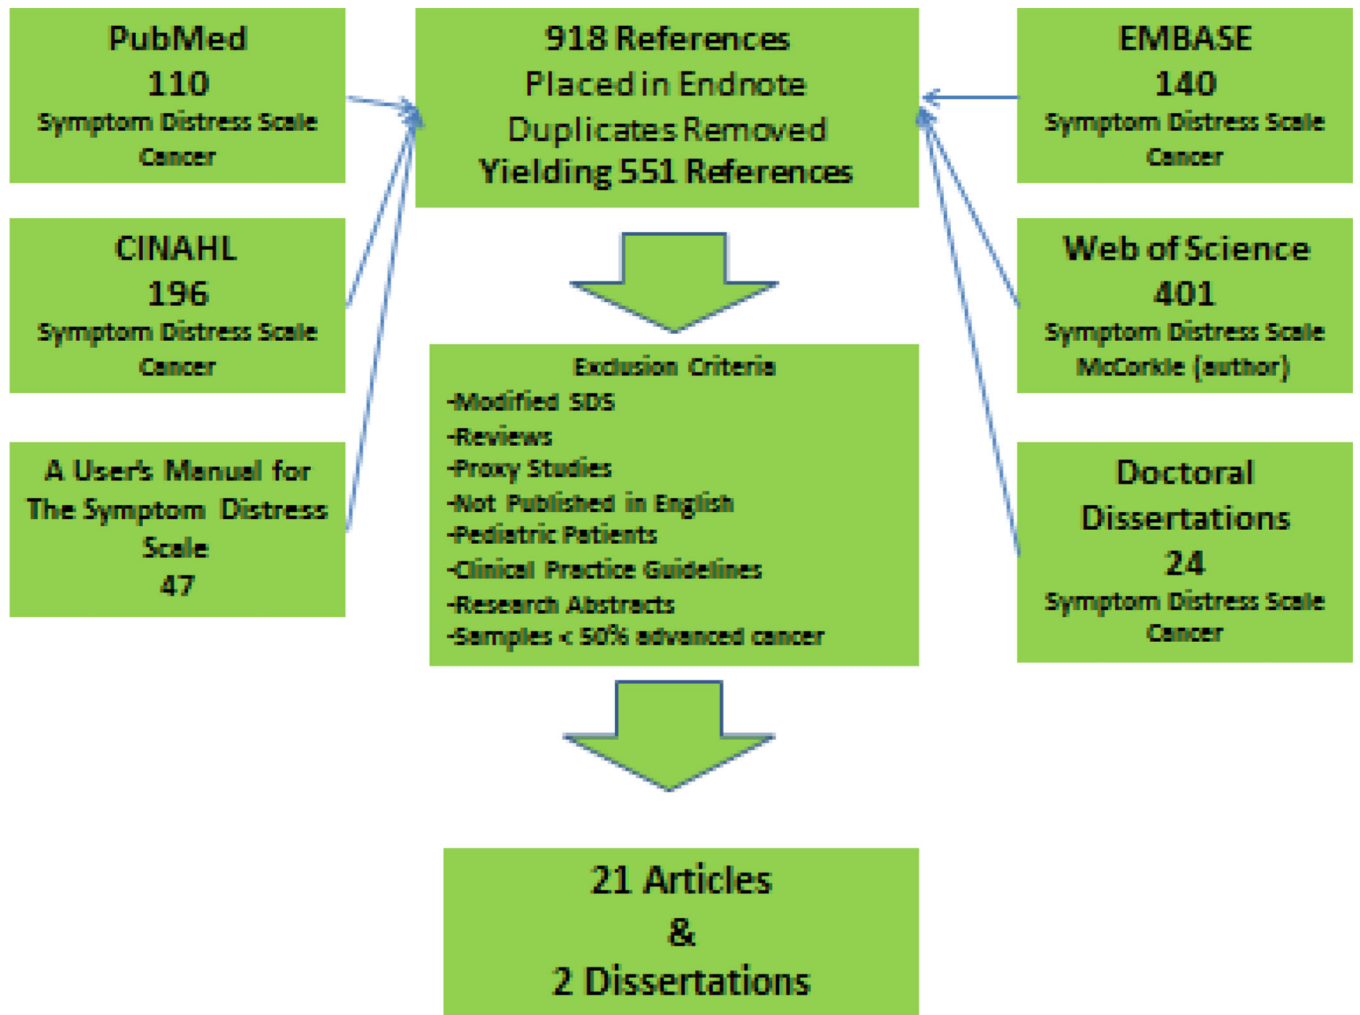 PubMed
110
Symptom Distress Scale
Cancer
CINAHL
196
Symptom Distress Scale
Cancer
A User's Manual for
The Symptom Distress
Scale
47
918 References
Placed in Endnote
Duplicates Removed
Yielding 551 References
Exclusion Criteria
-Modified SDS
-Reviews
-Proxy Studies
-Not Published in English
-Pediatric Patients
-Clinical Practice Guidelines
-Research Abstracts
-Samples < 50% advanced cancer
21 Articles
&
2 Dissertations
EMBASE
140
Symptom Distress Scale
Cancer
Web of Science
401
Symptom Distress Scale
McCorkle (author)
Doctoral
Dissertations
24
Symptom Distress Scale
Cancer